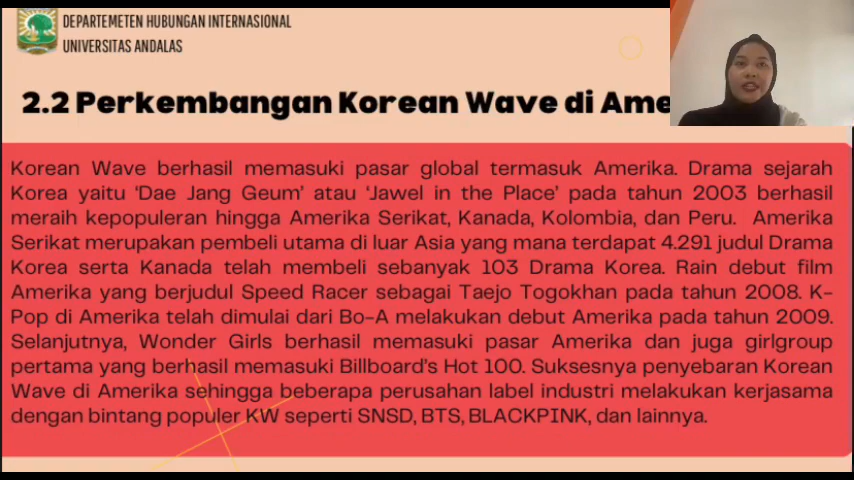 DEPARTEMETEN HUBUNGAN INTERNASIONAL
UNIVERSITAS ANDALAS
2.2 Perkembangan Korean Wave di Ame
Korean Wave berhasil memasuki pasar global termasuk Amerika. Drama sejarah
Korea yaitu ‘Dae Jang Geum’ atau ‘Jawel in the Place’ pada tahun 2003 berhasil
meraih kepopuleran hingga Amerika Serikat, Kanada, Kolombia, dan Peru. Amerika
Serikat merupakan pembeli utama di luar Asia yang mana terdapat 4.291 judul Drama
Korea serta Kanada telah membeli sebanyak 103 Drama Korea. Rain debut film
Amerika yang berjudul Speed Racer sebagai Taejo Togokhan pada tahun 2008. K-
Pop di Amerika telah dimulai dari Bo-A melakukan debut Amerika pada tahun 2009.
Selanjutnya, Wonder Girls berhasil memasuki pasar Amerika dan juga girlgroup
pertama yang berhasil memasuki Billboard’s Hot 100. Suksesnya penyebaran Korean
Wave di Amerika sehingga beberapa perusahan label industri melakukan kerjasama
dengan bintang populer KW seperti SNSD, BTS, BLACKPINK, dan lainnya.